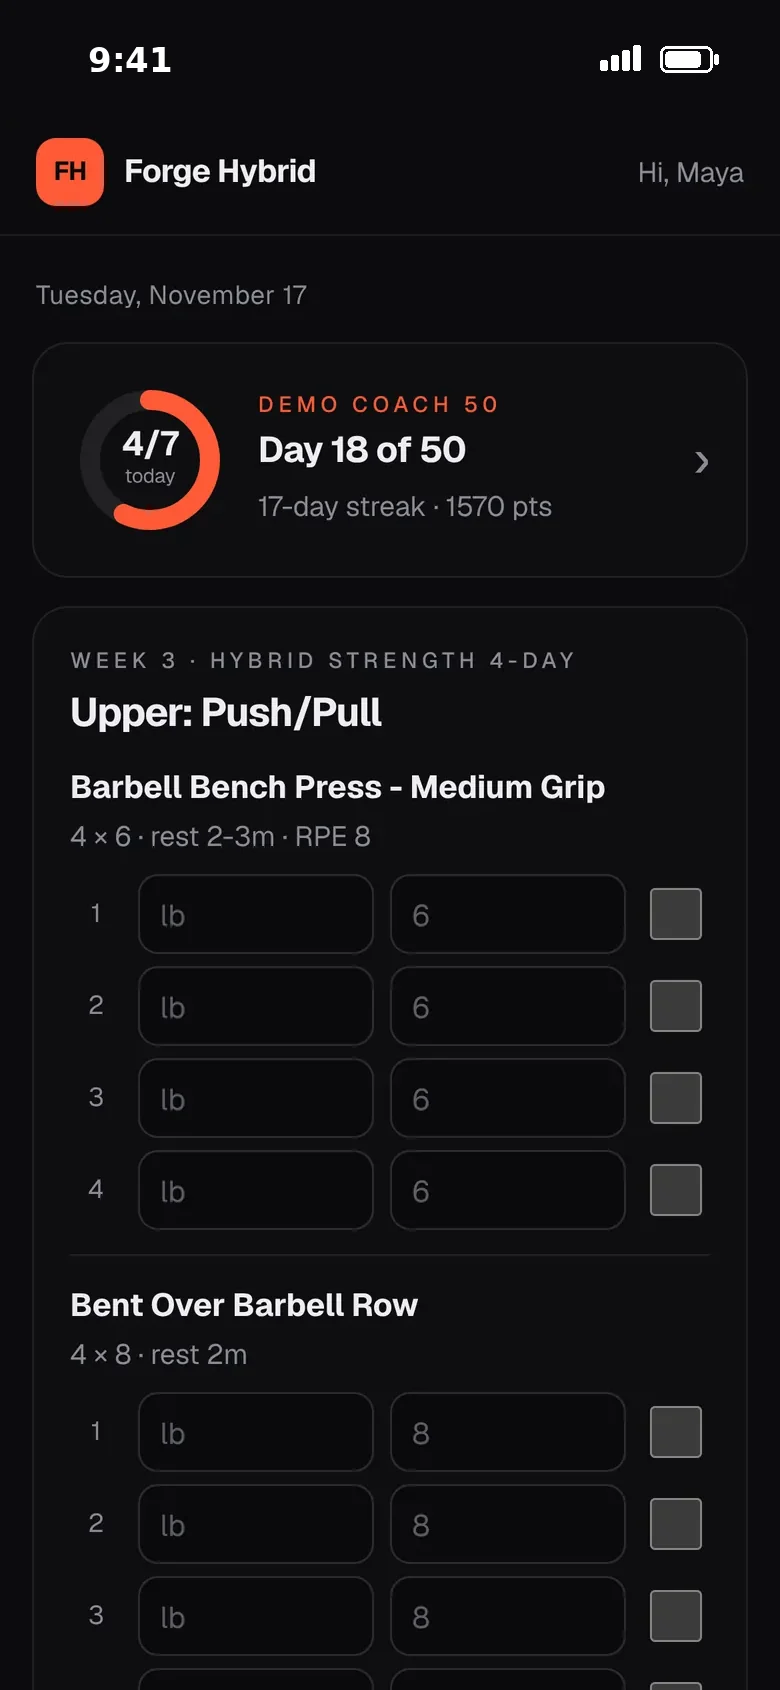 9:41
FH Forge Hybrid Hi, Maya
Tuesday, November 17
4/7
today
DEMO COACH 50
Day 18 of 50
17-day streak · 1570 pts
›
WEEK 3 · HYBRID STRENGTH 4-DAY
Upper: Push/Pull
Barbell Bench Press - Medium Grip
4 × 6 · rest 2-3m · RPE 8
1 lb 6
2 lb 6
3 lb 6
4 lb 6
Bent Over Barbell Row
4 × 8 · rest 2m
1 lb 8
2 lb 8
3 lb 8